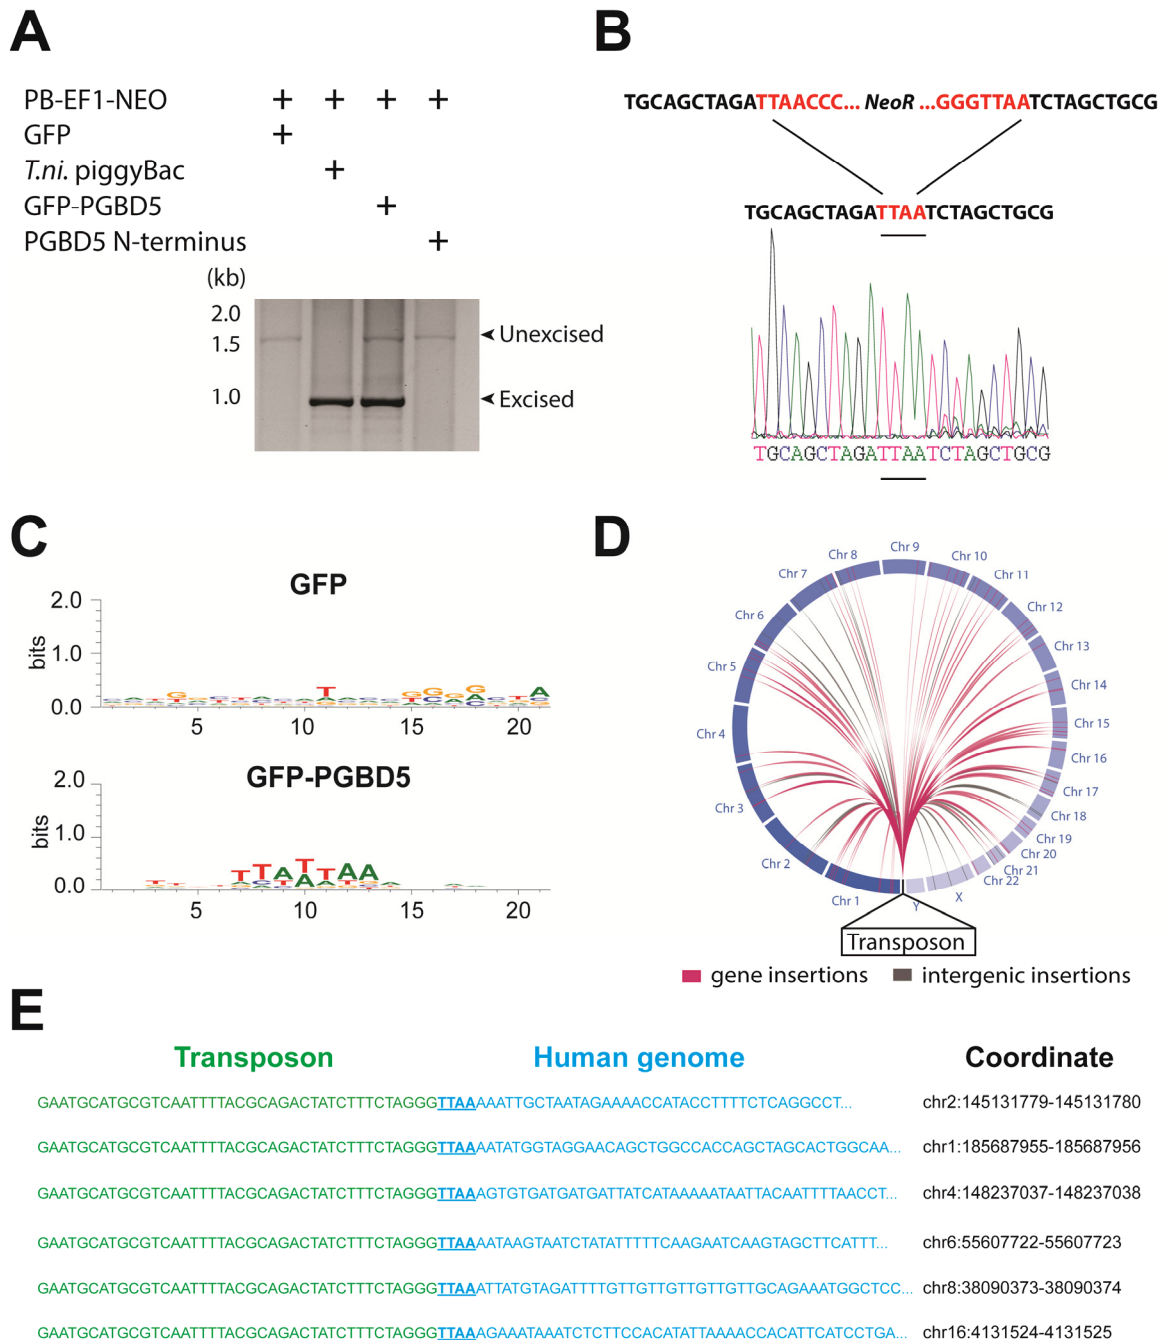 A
PB-EF1-NEO + + + +
GFP +
T.ni. piggyBac +
GFP-PGBD5 +
PGBD5 N-terminus +
(kb)
2.0
1.5
1.0
Unexcised
Excised
B
TGCAGCTAGATTAACCC... NeoR ...GGGTTAATCTAGCTGCG
TGCAGCTAGATTAATCTAGCTGCG
TGCAGCTAGATTAATCTAGCTGCG
C
GFP
2.0
1.0
0.0
bits
5 10 15 20
GFP-PGBD5
2.0
1.0
0.0
bits
5 10 15 20
D
Chr 1
Chr 2
Chr 3
Chr 4
Chr 5
Chr 6
Chr 7
Chr 8
Chr 9
Chr 10
Chr 11
Chr 12
Chr 13
Chr 14
Chr 15
Chr 16
Chr 17
Chr 18
Chr 19
Chr 20
Chr 21
Chr 22
X
Y
Transposon
gene insertions
intergenic insertions
E
Transposon Human genome Coordinate
GAATGCATGCGTCAATTTTACGCAGACTATCTTTCTAGGGTTAAAAATTGCTAATAGAAAACCATACCTTTTCTCAGGCCT... chr2:145131779-145131780
GAATGCATGCGTCAATTTTACGCAGACTATCTTTCTAGGGTTAAAATATGGTAGGAACAGCTGGCCACCAGCTAGCACTGGCAA... chr1:185687955-185687956
GAATGCATGCGTCAATTTTACGCAGACTATCTTTCTAGGGTTAAAGTGTGATGATGATTATCATAAAAATAATTACAATTTTAACCT... chr4:148237037-148237038
GAATGCATGCGTCAATTTTACGCAGACTATCTTTCTAGGGTTAAAATAAGTAATCTATATTTTTCAAGAATCAAGTAGCTTCATTT... chr6:55607722-55607723
GAATGCATGCGTCAATTTTACGCAGACTATCTTTCTAGGGTTAAATTATGTAGATTTTGTTGTTGTTGTTGTTGCAGAAATGGCTCC... chr8:38090373-38090374
GAATGCATGCGTCAATTTTACGCAGACTATCTTTCTAGGGTTAAAGAAATAAATCTCTTCCACATATTAAAACCACATTCATCCTGA... chr16:4131524-4131525